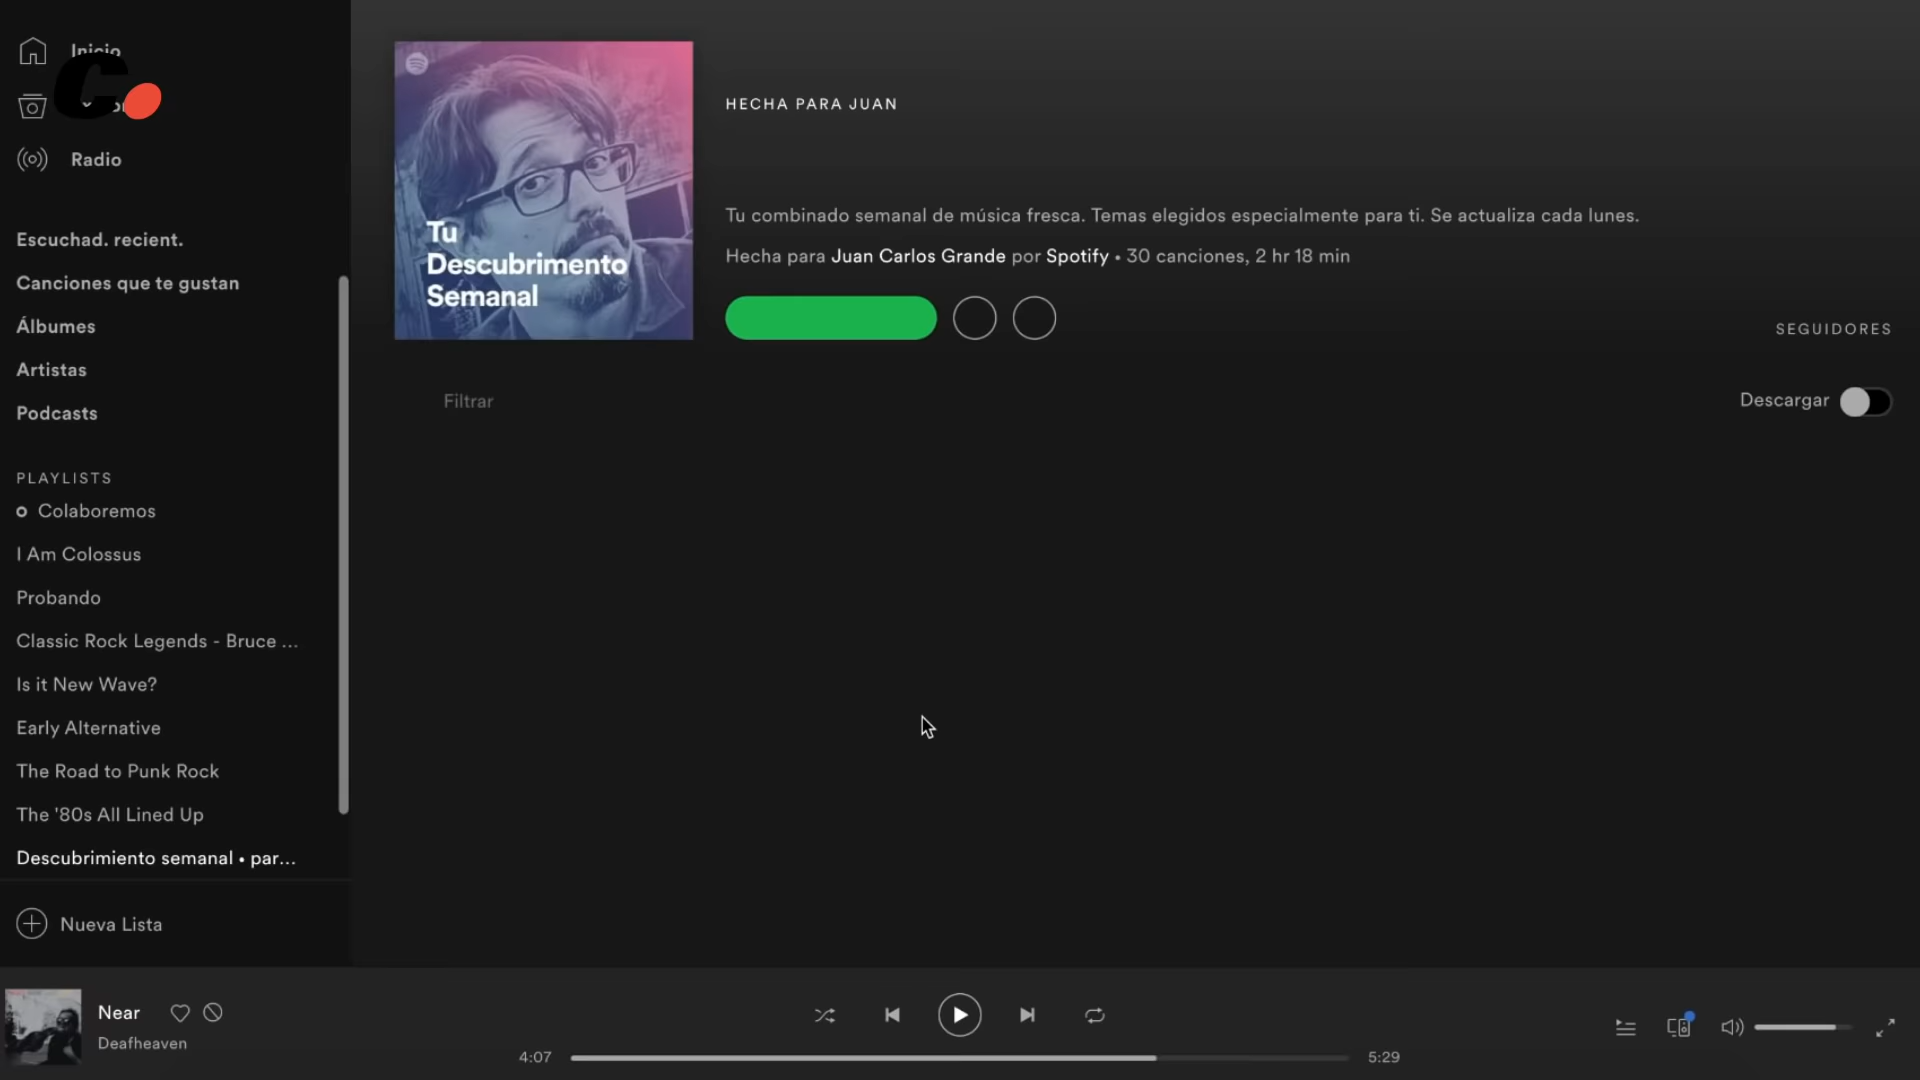 Inicio
Radio
Escuchad. recient.
Canciones que te gustan
Álbumes
Artistas
Podcasts
PLAYLISTS
Colaboremos
I Am Colossus
Probando
Classic Rock Legends - Bruce ...
Is it New Wave?
Early Alternative
The Road to Punk Rock
The '80s All Lined Up
Descubrimiento semanal • par...
Nueva Lista
Tu
Descubrimento
Semanal
HECHA PARA JUAN
Tu combinado semanal de música fresca. Temas elegidos especialmente para ti. Se actualiza cada lunes.
Hecha para Juan Carlos Grande por Spotify • 30 canciones, 2 hr 18 min
SEGUIDORES
Filtrar
Descargar
Near
Deafheaven
4:07
5:29